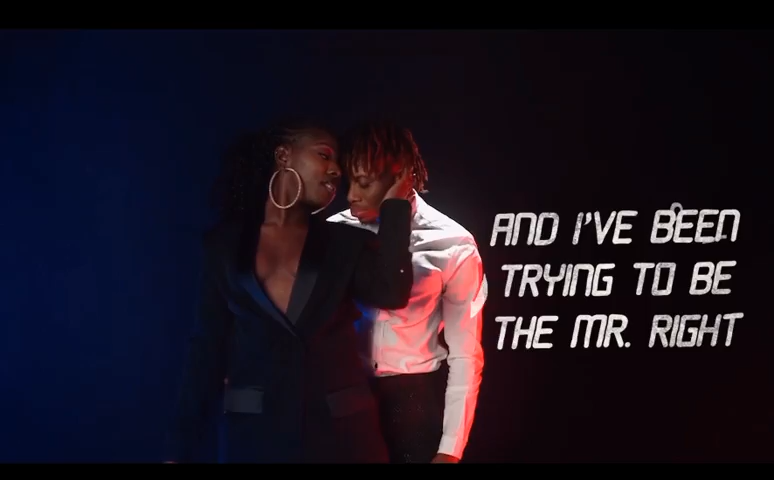 AND I'VE BEEN
TRYING TO BE
THE MR. RIGHT